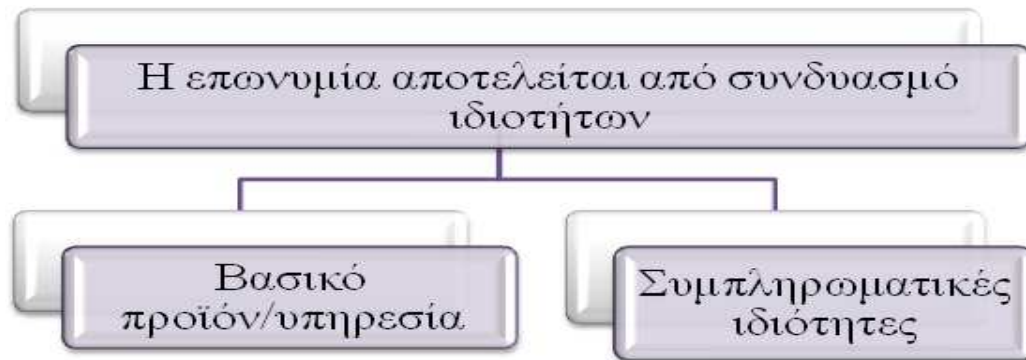 Η επωνυμία αποτελείται από συνδυασμό
ιδιοτήτων
Βασικό
προϊόν/υπηρεσία
Συμπληρωματικές
ιδιότητες